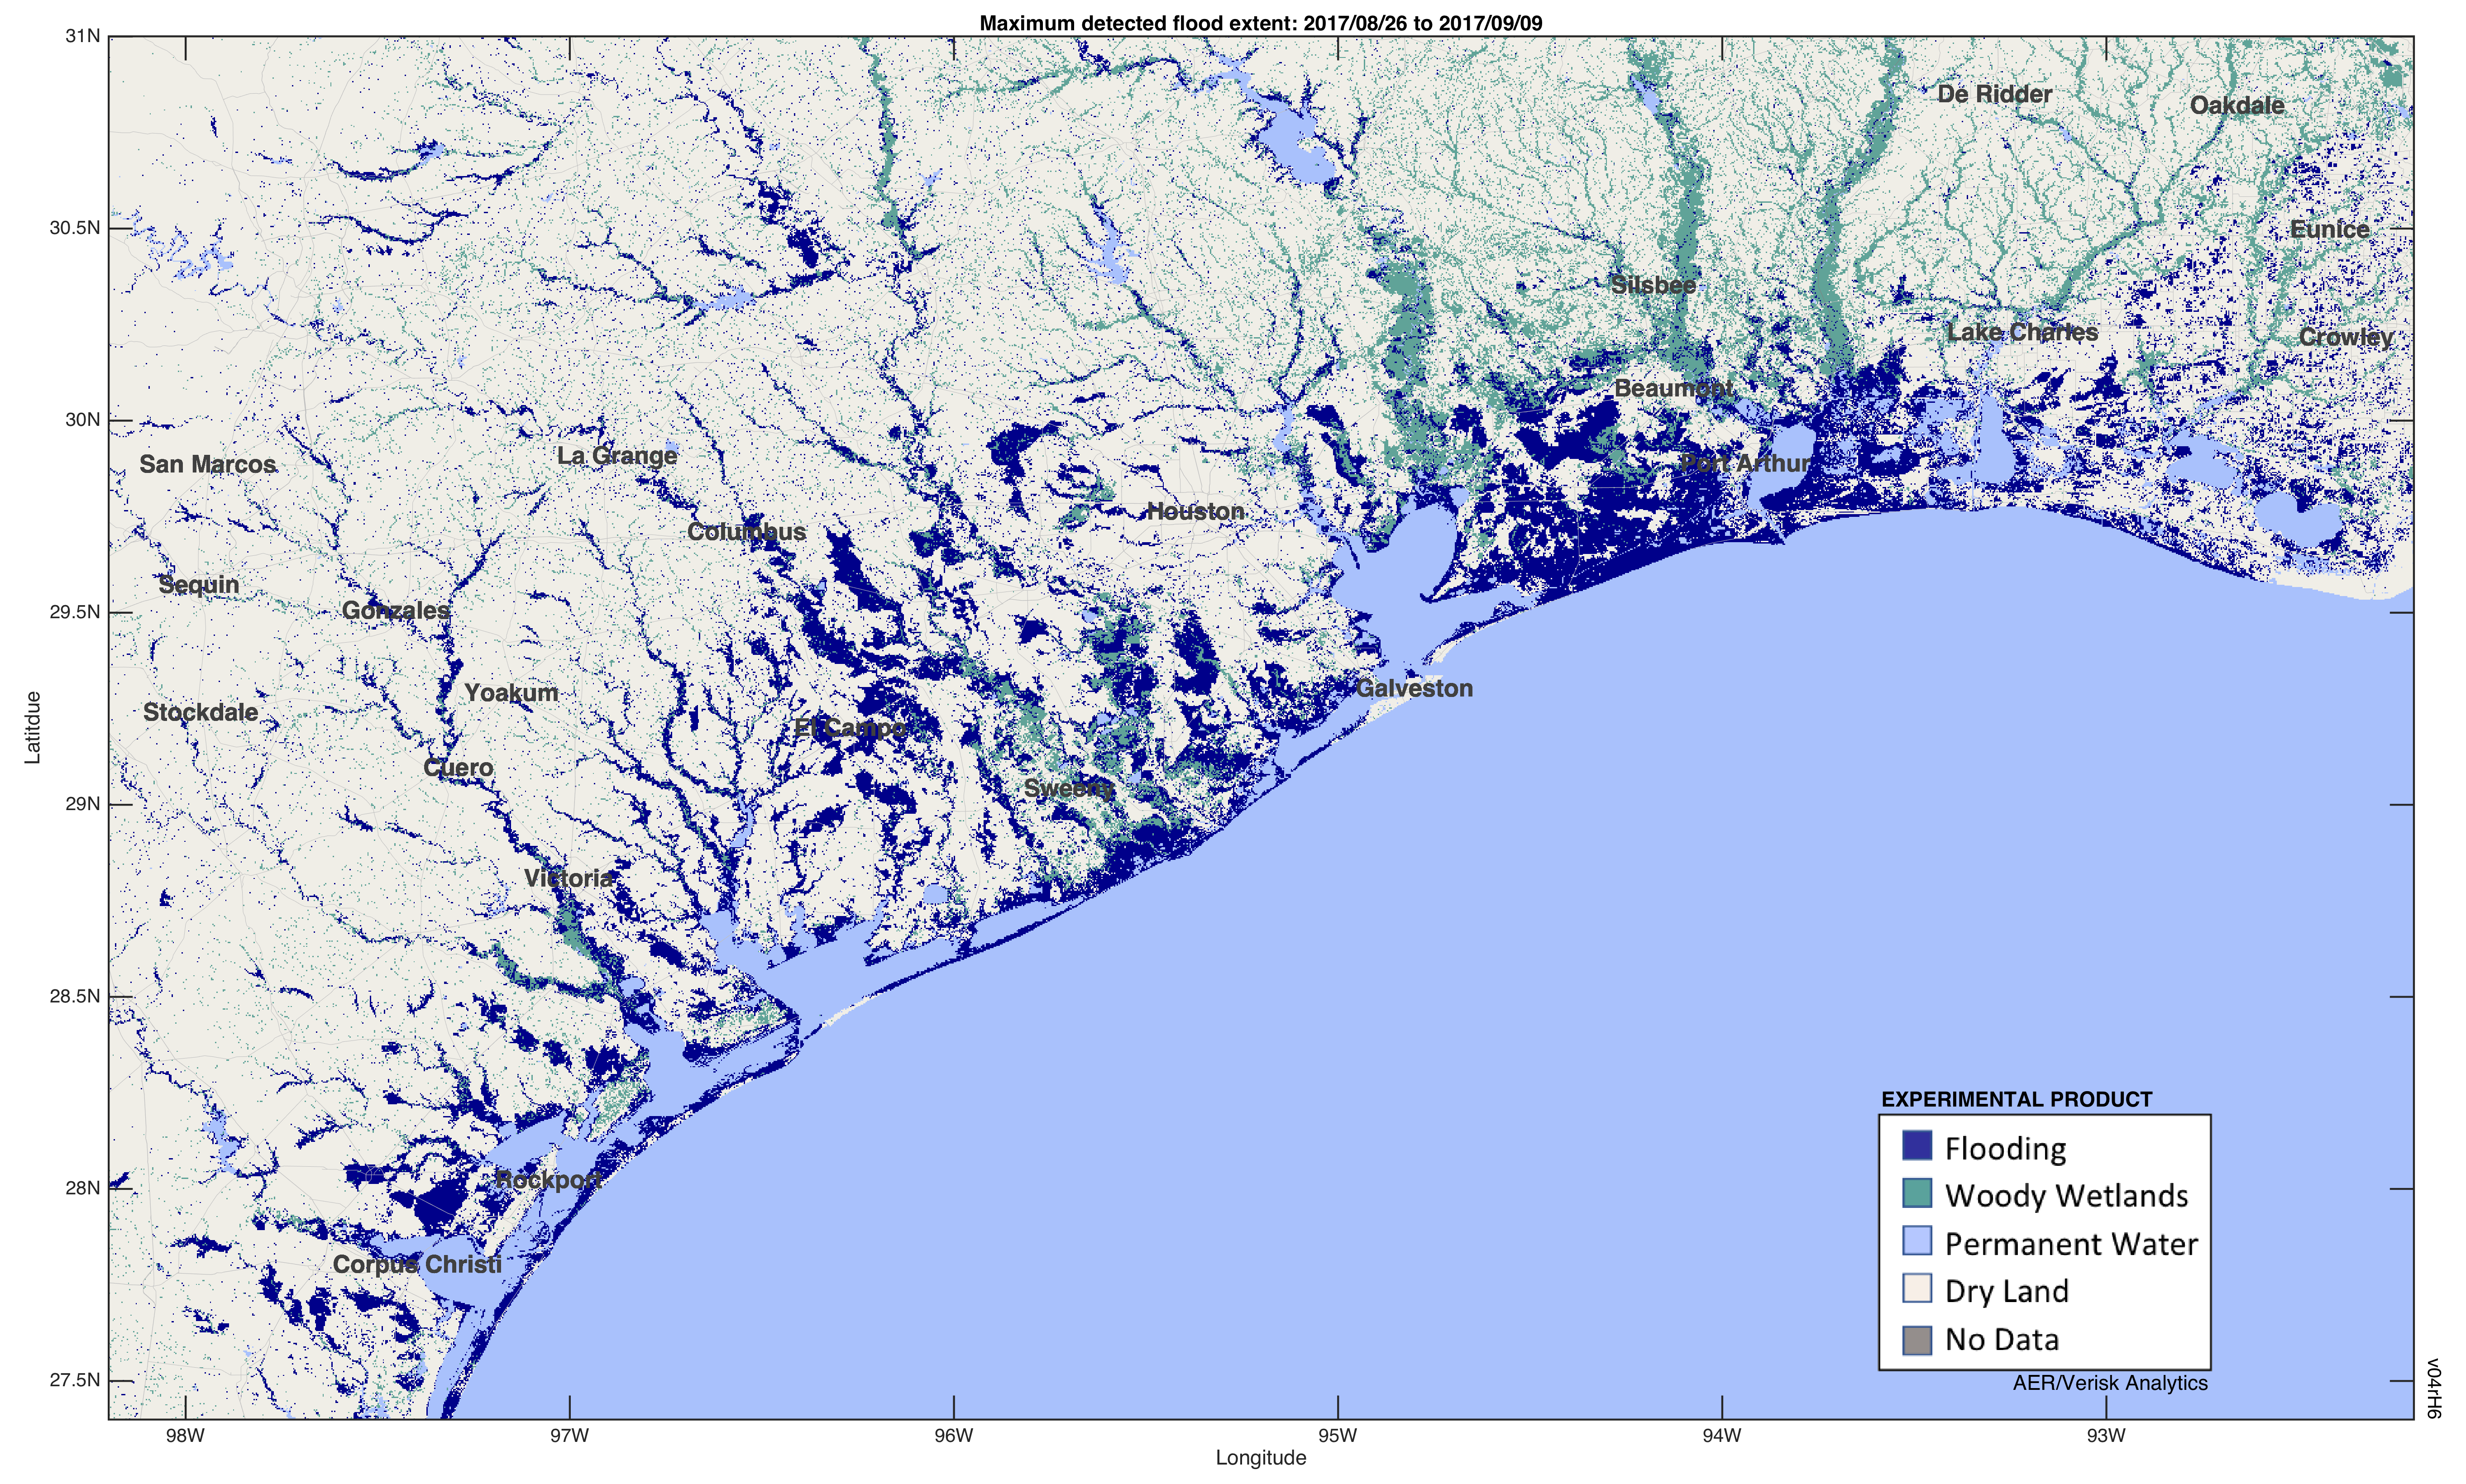 Maximum detected flood extent: 2017/08/26 to 2017/09/09
31N
De Ridder
Oakdale
30.5N
Eunice
Silsbee
Lake Charles
Crowley
Beaumont
30N
San Marcos
La Grange
Port Arthur
Houston
Columbus
Sequin
Gonzales
29.5N
Galveston
Yoakum
Stockdale
El Campo
Latitdue
Cuero
Sweeny
29N
Victoria
28.5N
Rockport
28N
Corpus Christi
27.5N
EXPERIMENTAL PRODUCT
Flooding
Woody Wetlands
Permanent Water
Dry Land
No Data
AER/Verisk Analytics
v04rH6
98W 97W 96W 95W 94W 93W
Longitude